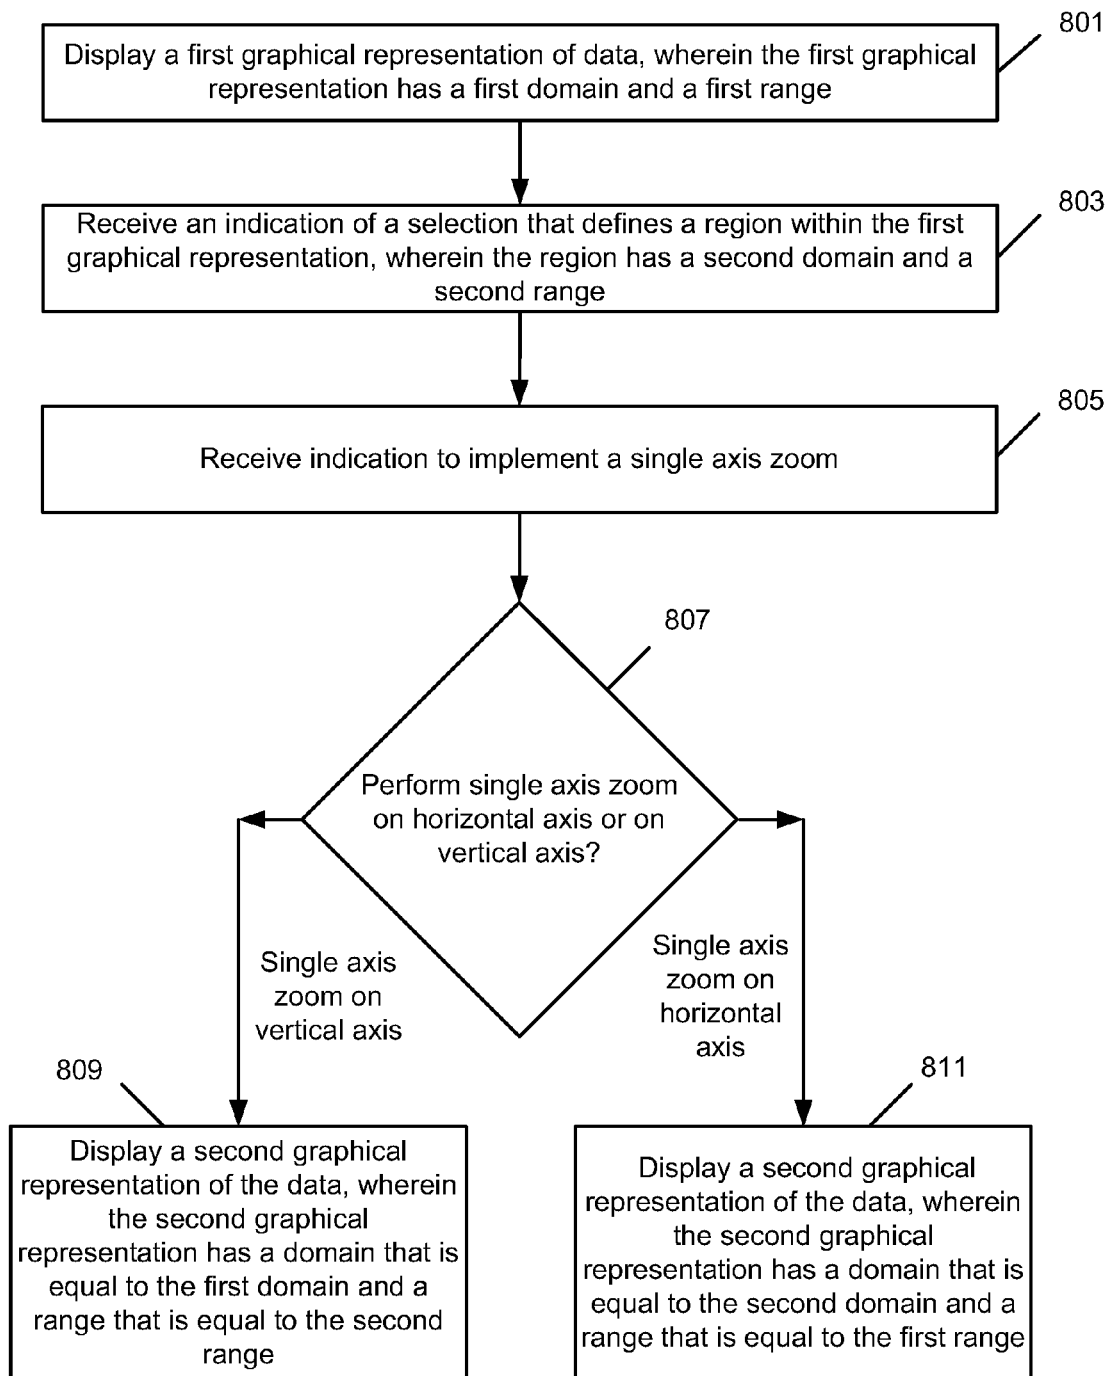 801
Display a first graphical representation of data, wherein the first graphical
representation has a first domain and a first range
803
Receive an indication of a selection that defines a region within the first
graphical representation, wherein the region has a second domain and a
second range
805
Receive indication to implement a single axis zoom
807
Perform single axis zoom
on horizontal axis or on
vertical axis?
Single axis
zoom on
vertical axis
Single axis
zoom on
horizontal
axis
809
Display a second graphical
representation of the data, wherein
the second graphical
representation has a domain that is
equal to the first domain and a
range that is equal to the second
range
811
Display a second graphical
representation of the data, wherein
the second graphical
representation has a domain that is
equal to the second domain and a
range that is equal to the first range